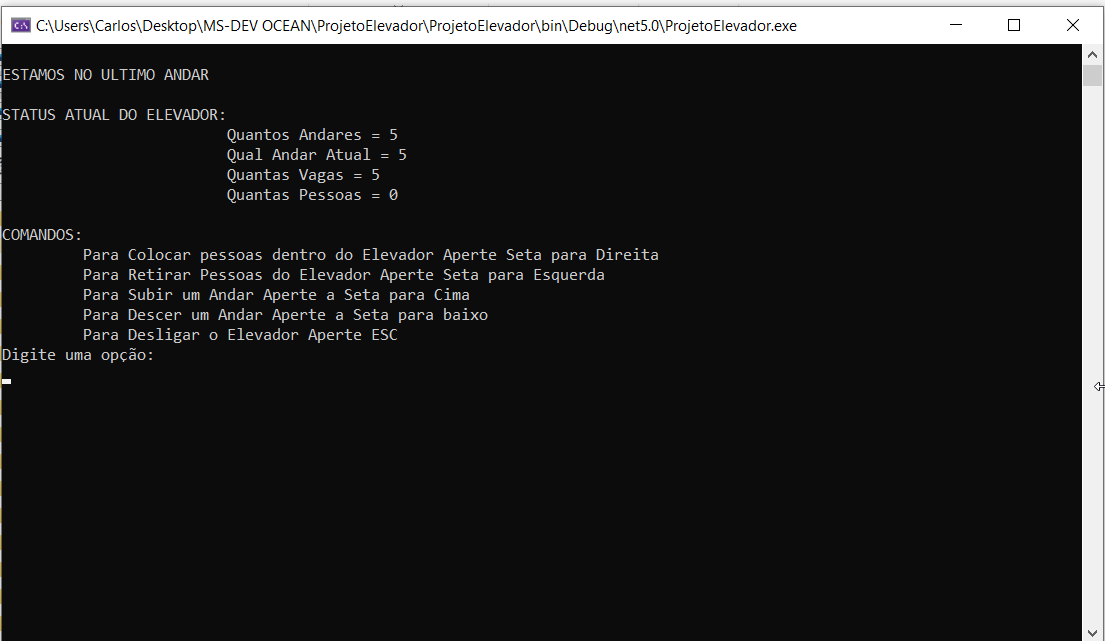 C:\Users\Carlos\Desktop\MS-DEV OCEAN\ProjetoElevador\ProjetoElevador\bin\Debug\net5.0\ProjetoElevador.exe
ESTAMOS NO ULTIMO ANDAR
STATUS ATUAL DO ELEVADOR:
Quantos Andares = 5
Qual Andar Atual = 5
Quantas Vagas = 5
Quantas Pessoas = 0
COMANDOS:
Para Colocar pessoas dentro do Elevador Aperte Seta para Direita
Para Retirar Pessoas do Elevador Aperte Seta para Esquerda
Para Subir um Andar Aperte a Seta para Cima
Para Descer um Andar Aperte a Seta para baixo
Para Desligar o Elevador Aperte ESC
Digite uma opção: